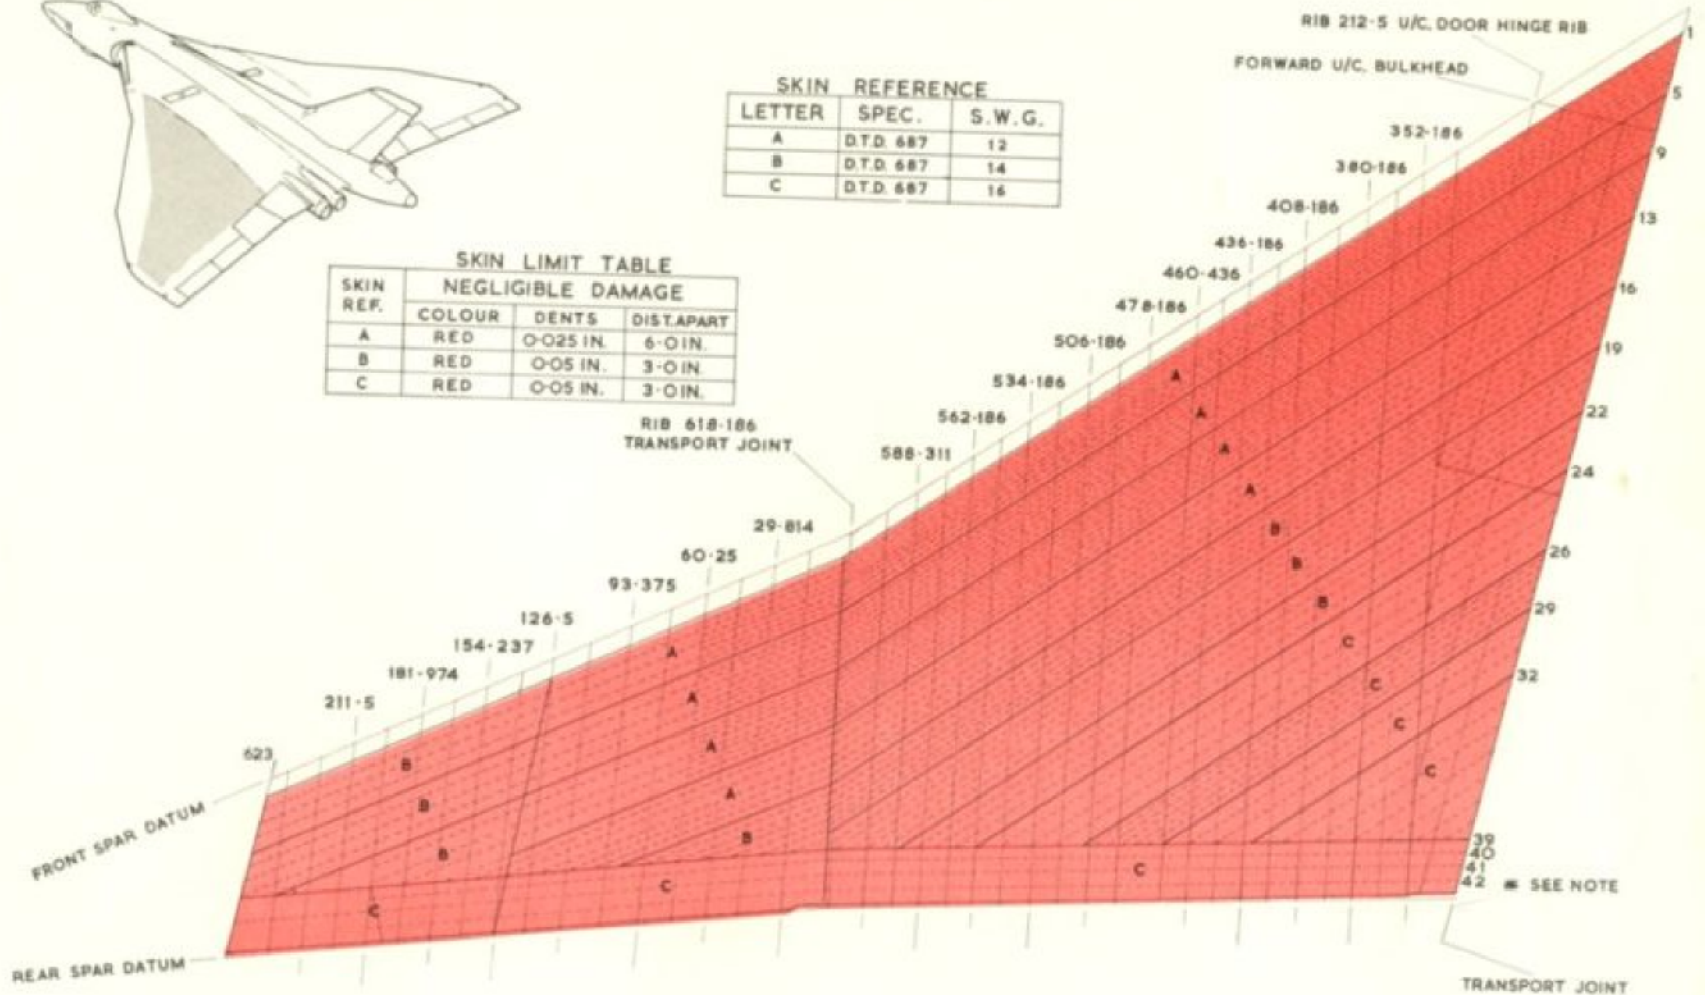 RIB 212·5 U/C. DOOR HINGE RIB
FORWARD U/C. BULKHEAD
SKIN REFERENCE
LETTER SPEC. S.W.G.
A D.T.D. 687 12
B D.T.D. 687 14
C D.T.D. 687 16
SKIN LIMIT TABLE
SKIN REF. NEGLIGIBLE DAMAGE
COLOUR DENTS DIST.APART
A RED 0·025 IN. 6·0 IN.
B RED 0·05 IN. 3·0 IN.
C RED 0·05 IN. 3·0 IN.
352·186
380·186
408·186
436·186
460·436
478·186
506·186
534·186
562·186
588·311
RIB 618·186
TRANSPORT JOINT
29·814
60·25
93·375
126·5
154·237
181·974
211·5
623
FRONT SPAR DATUM
REAR SPAR DATUM
1
5
9
13
16
19
22
24
26
29
32
39
40
41
42
* SEE NOTE
TRANSPORT JOINT
A
A
A
A
B
B
B
C
C
C
C
C
A
A
A
A
B
C
B
B
B
C